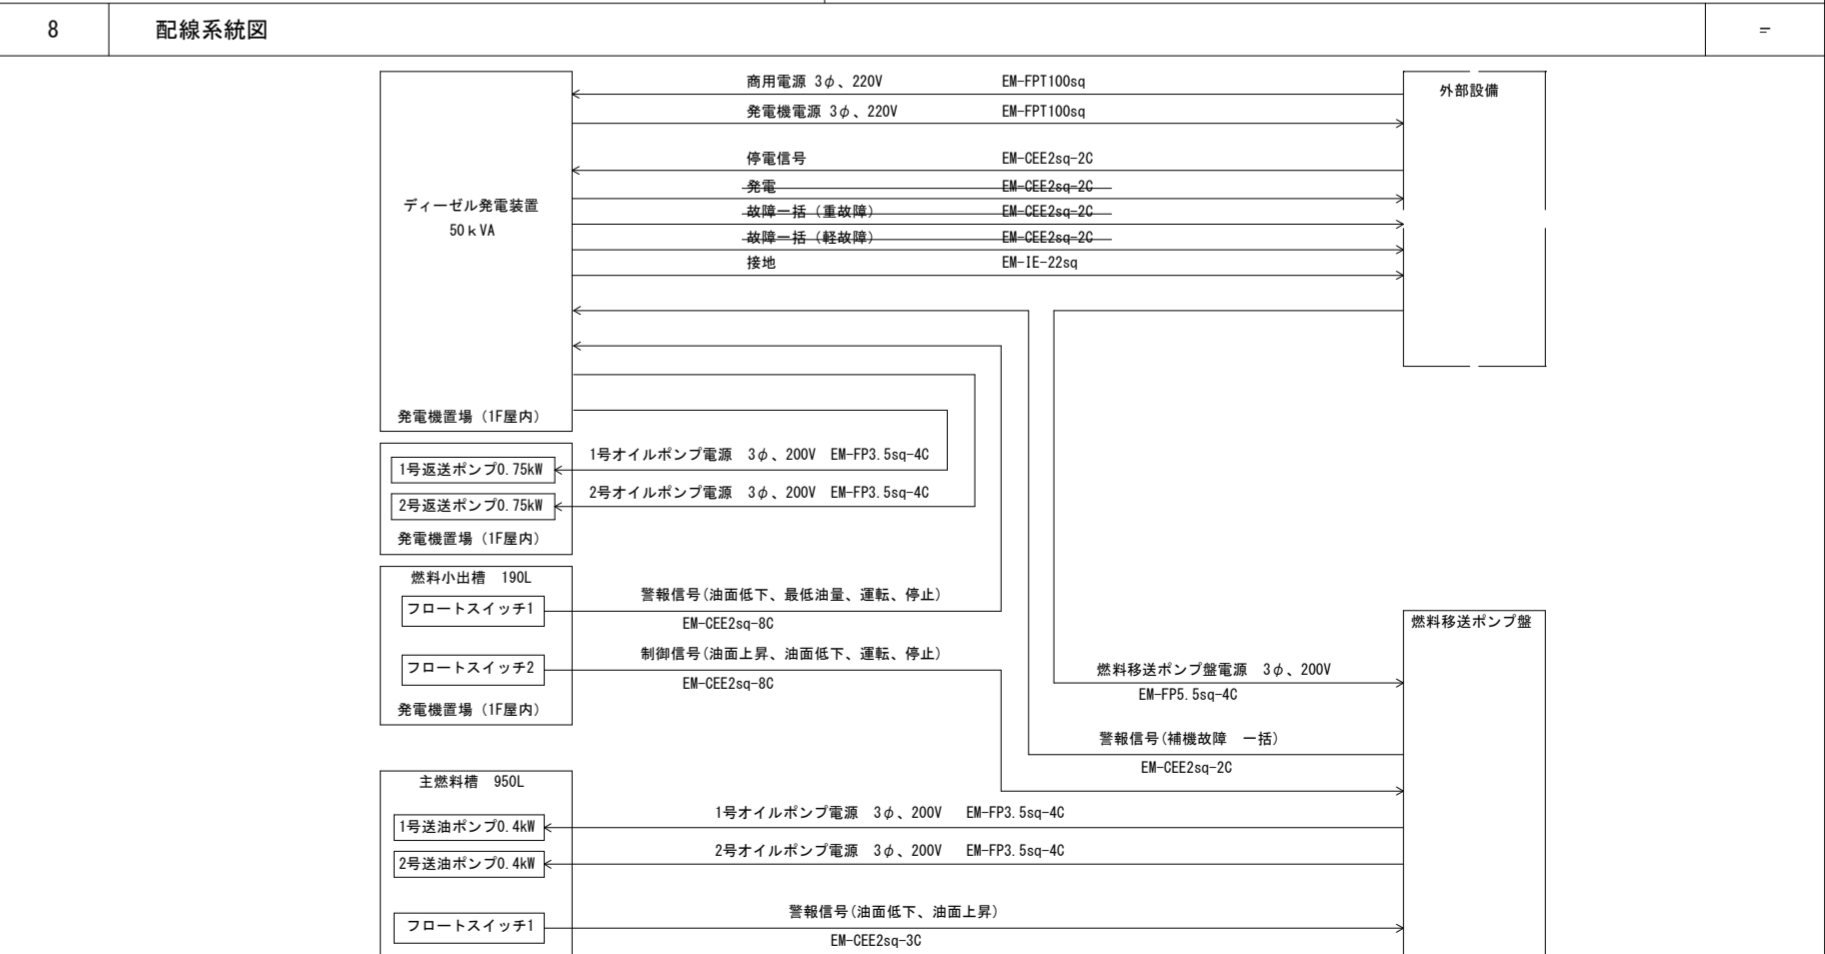 8 配線系統図 =
商用電源 3φ、220V EM-FPT100sq
外部設備
発電機電源 3φ、220V EM-FPT100sq
停電信号 EM-CEE2sq-2C
発電 EM-CEE2sq-2C
ディーゼル発電装置
50kVA
故障一括(重故障) EM-CEE2sq-2C
故障一括(軽故障) EM-CEE2sq-2C
接地 EM-IE-22sq
発電機置場(1F屋内)
1号オイルポンプ電源 3φ、200V EM-FP3.5sq-4C
1号返送ポンプ0.75kW
2号オイルポンプ電源 3φ、200V EM-FP3.5sq-4C
2号返送ポンプ0.75kW
発電機置場(1F屋内)
燃料小出槽 190L
フロートスイッチ1
警報信号(油面低下、最低油量、運転、停止)
EM-CEE2sq-8C
燃料移送ポンプ盤
制御信号(油面上昇、油面低下、運転、停止)
フロートスイッチ2
EM-CEE2sq-8C
燃料移送ポンプ盤電源 3φ、200V
EM-FP5.5sq-4C
発電機置場(1F屋内)
警報信号(補機故障 一括)
EM-CEE2sq-2C
主燃料槽 950L
1号オイルポンプ電源 3φ、200V EM-FP3.5sq-4C
1号送油ポンプ0.4kW
2号オイルポンプ電源 3φ、200V EM-FP3.5sq-4C
2号送油ポンプ0.4kW
警報信号(油面低下、油面上昇)
フロートスイッチ1
EM-CEE2sq-3C